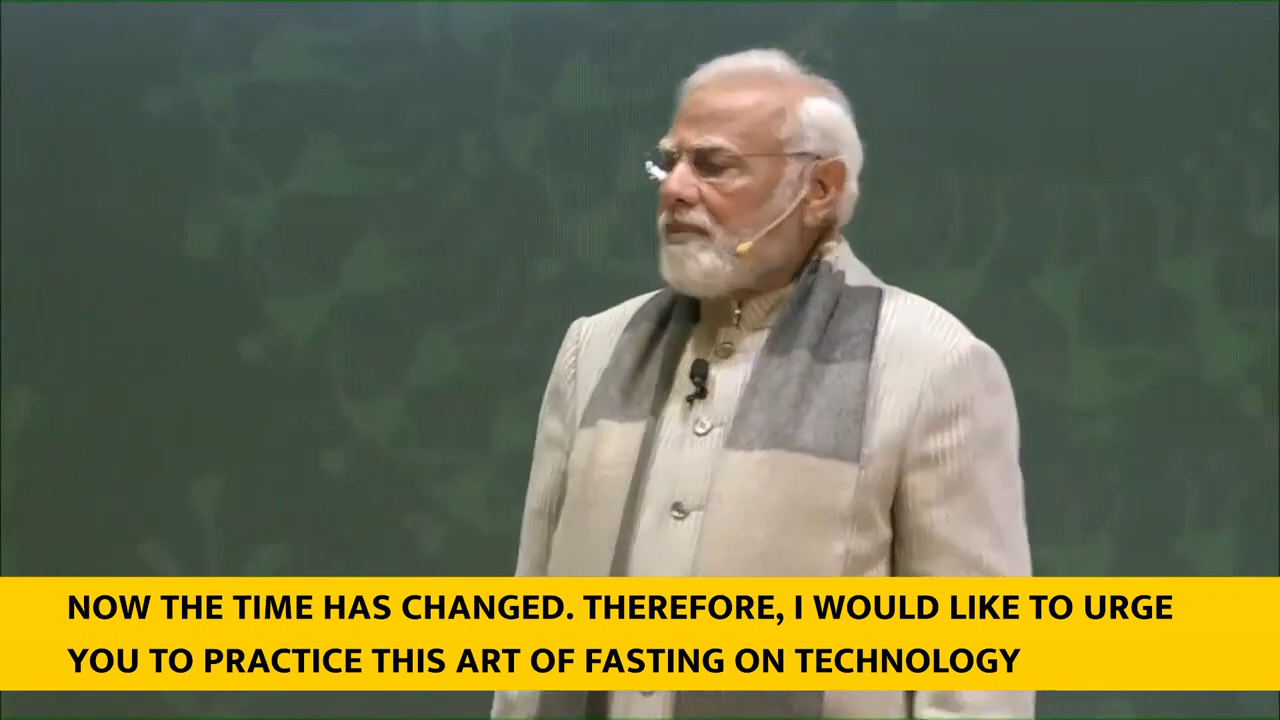 NOW THE TIME HAS CHANGED. THEREFORE, I WOULD LIKE TO URGE
YOU TO PRACTICE THIS ART OF FASTING ON TECHNOLOGY